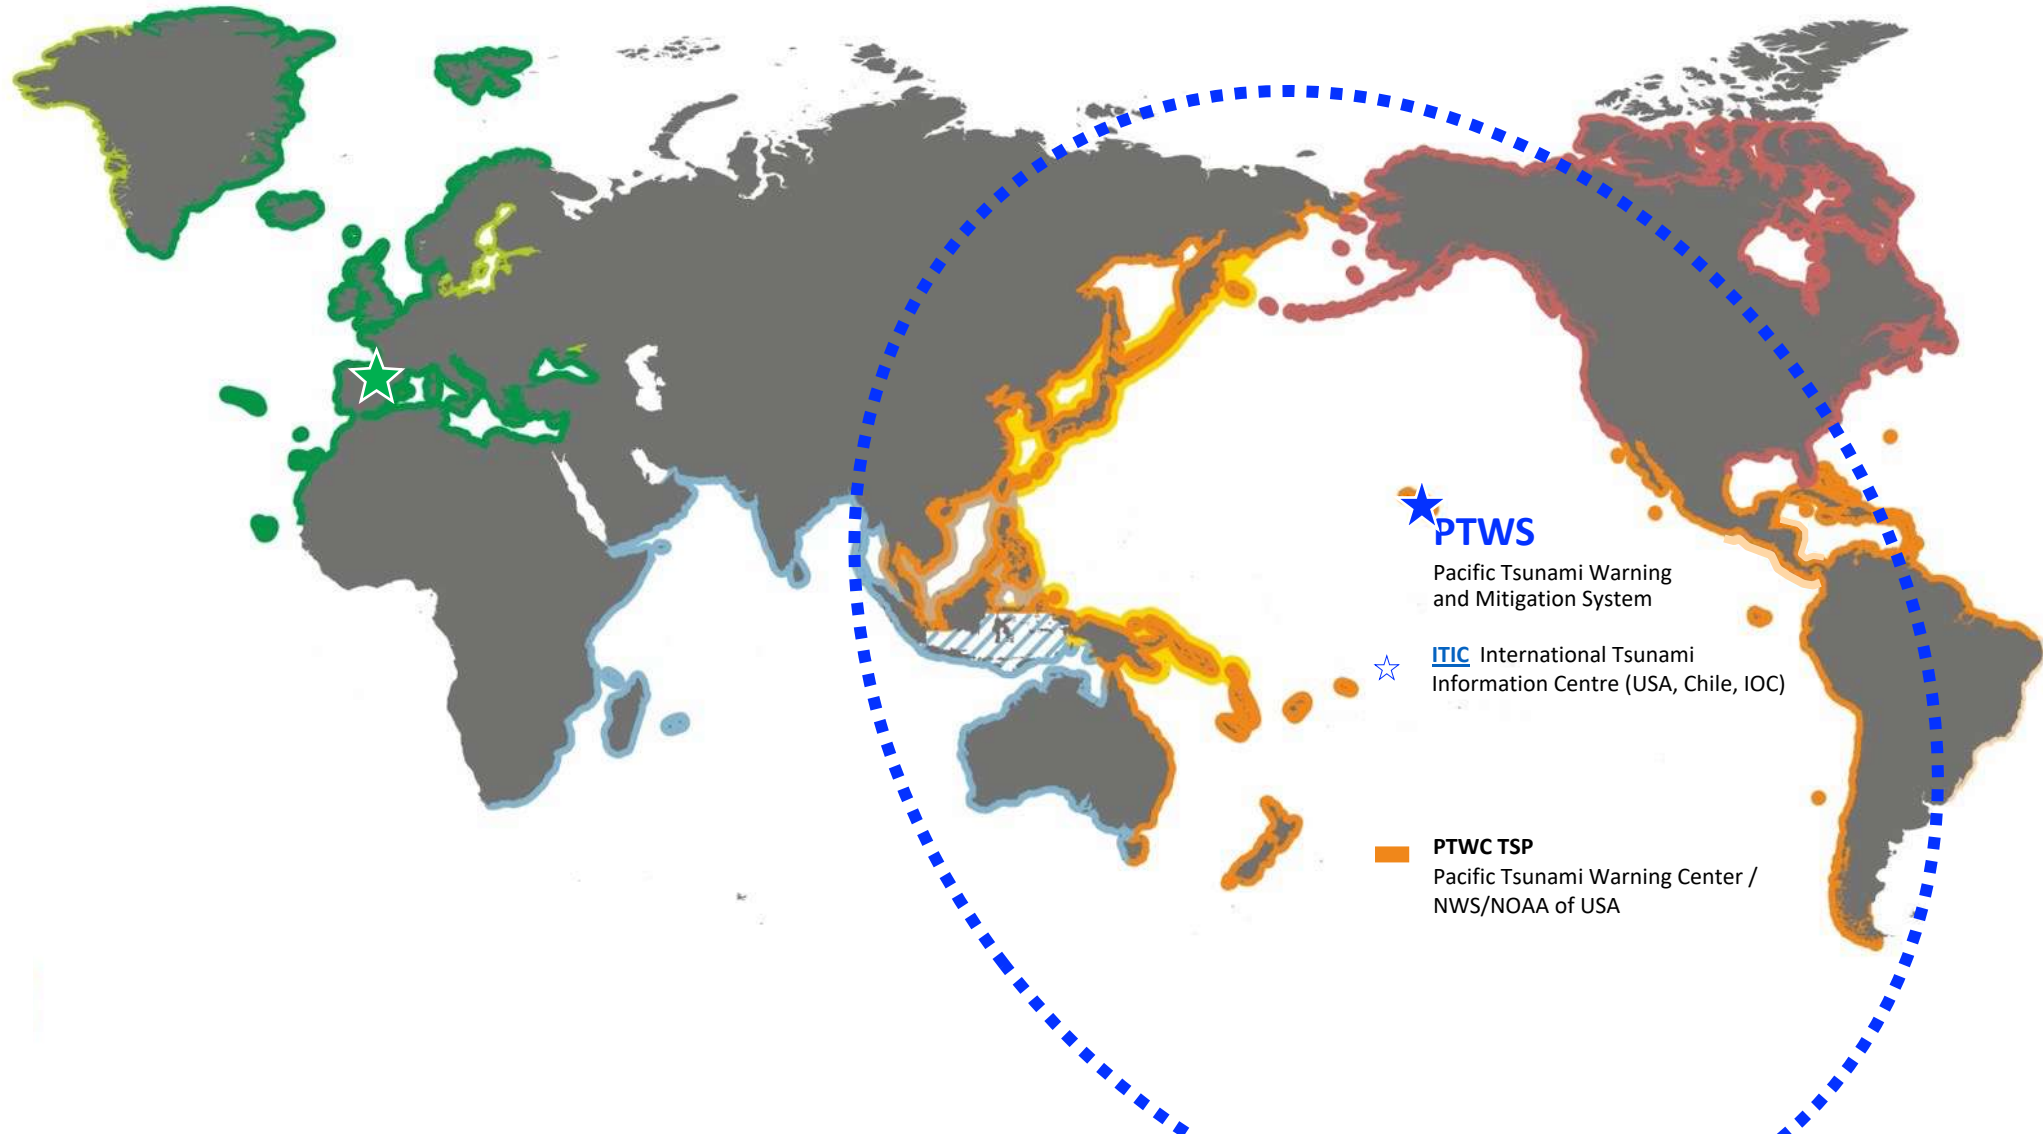 PTWS
Pacific Tsunami Warning
and Mitigation System
ITIC International Tsunami
Information Centre (USA, Chile, IOC)
PTWC TSP
Pacific Tsunami Warning Center /
NWS/NOAA of USA